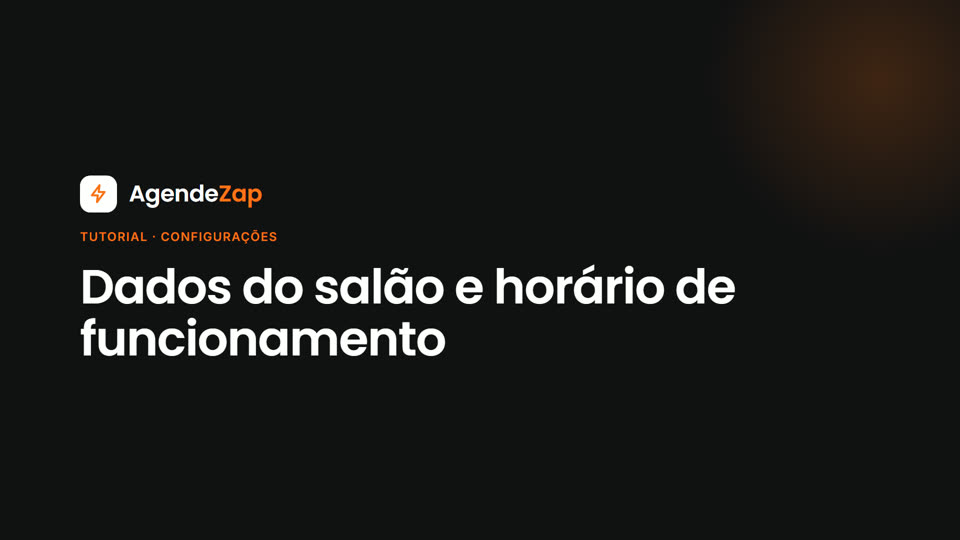 AgendeZap
TUTORIAL · CONFIGURAÇÕES
Dados do salão e horário de
funcionamento